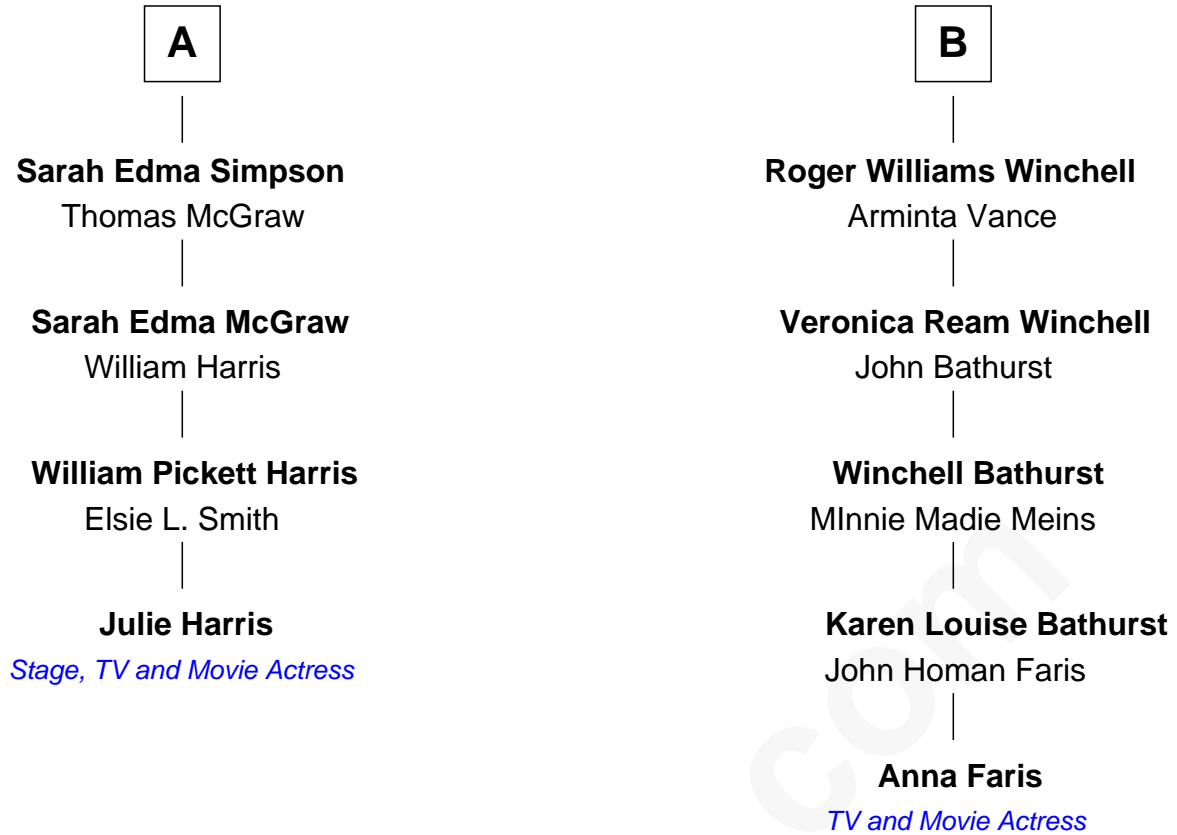 A
Sarah Edma Simpson
Thomas McGraw
Sarah Edma McGraw
William Harris
William Pickett Harris
Elsie L. Smith
Julie Harris
Stage, TV and Movie Actress
B
Roger Williams Winchell
Arminta Vance
Veronica Ream Winchell
John Bathurst
Winchell Bathurst
MInnie Madie Meins
Karen Louise Bathurst
John Homan Faris
Anna Faris
TV and Movie Actress
com